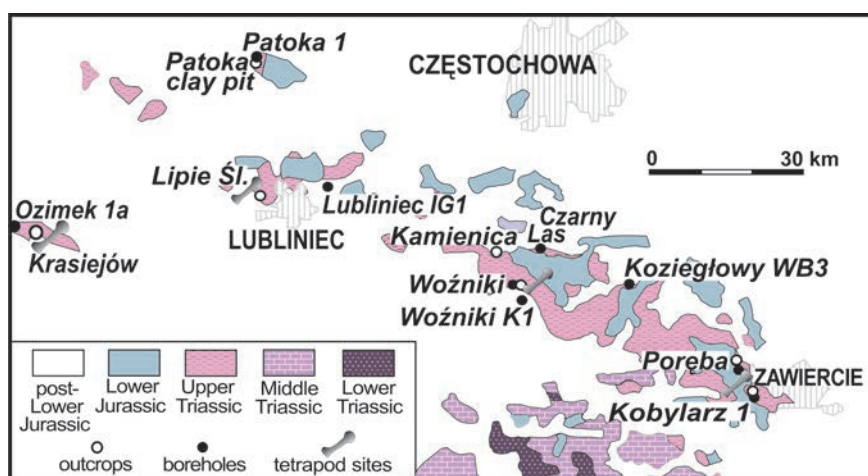 Patoka 1
Patoka
clay pit
CZĘSTOCHOWA
0 30 km
Lipie Śl.
Lubliniec IG1
LUBLINIEC
Ozimek 1a
Krasiejów
Czarny
Las
Kamienica
Woźniki
Woźniki K1
Koziegłowy WB3
Poręba
ZAWIERCIE
Kobylarz 1
post-
Lower
Jurassic
Lower
Jurassic
Upper
Triassic
Middle
Triassic
Lower
Triassic
outcrops
boreholes
tetrapod sites